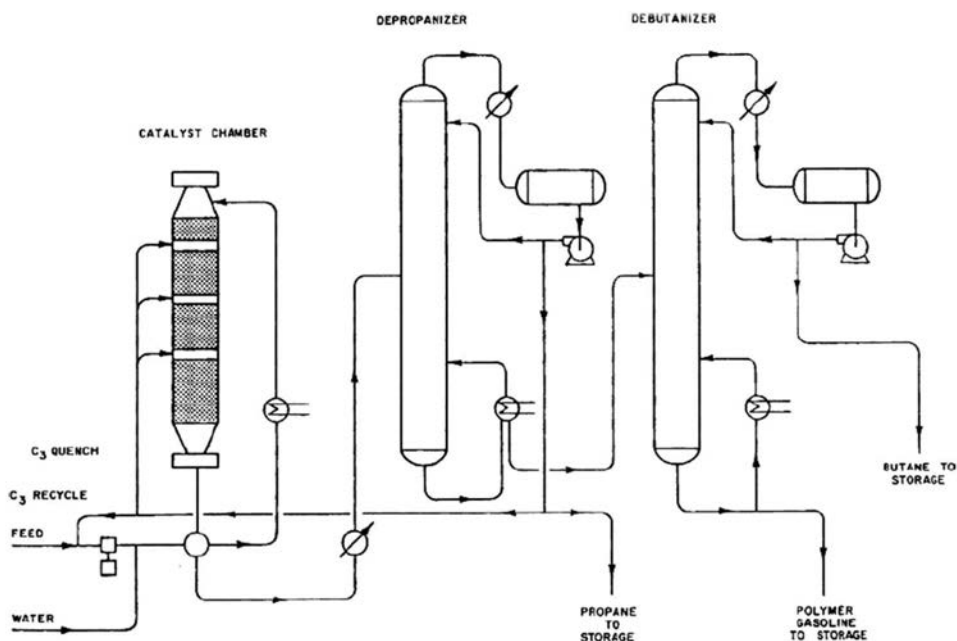 DEPROPANIZER
DEBUTANIZER
CATALYST CHAMBER
C3 QUENCH
C3 RECYCLE
FEED
WATER
PROPANE
TO
STORAGE
POLYMER
GASOLINE
TO STORAGE
BUTANE TO
STORAGE